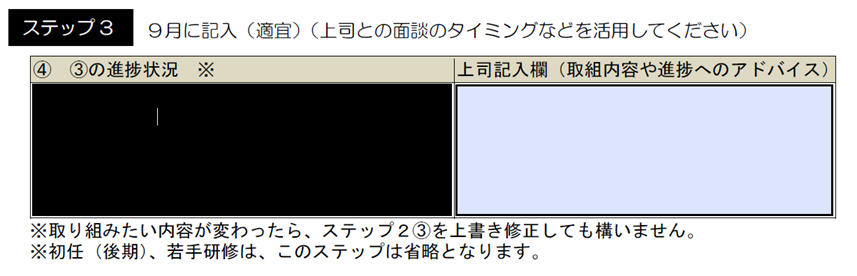 ステップ３ ９月に記入（適宜）（上司との面談のタイミングなどを活用してください）
④　③の進捗状況　※ 上司記入欄（取組内容や進捗へのアドバイス）
※取り組みたい内容が変わったら、ステップ２③を上書き修正しても構いません。
※初任（後期）、若手研修は、このステップは省略となります。